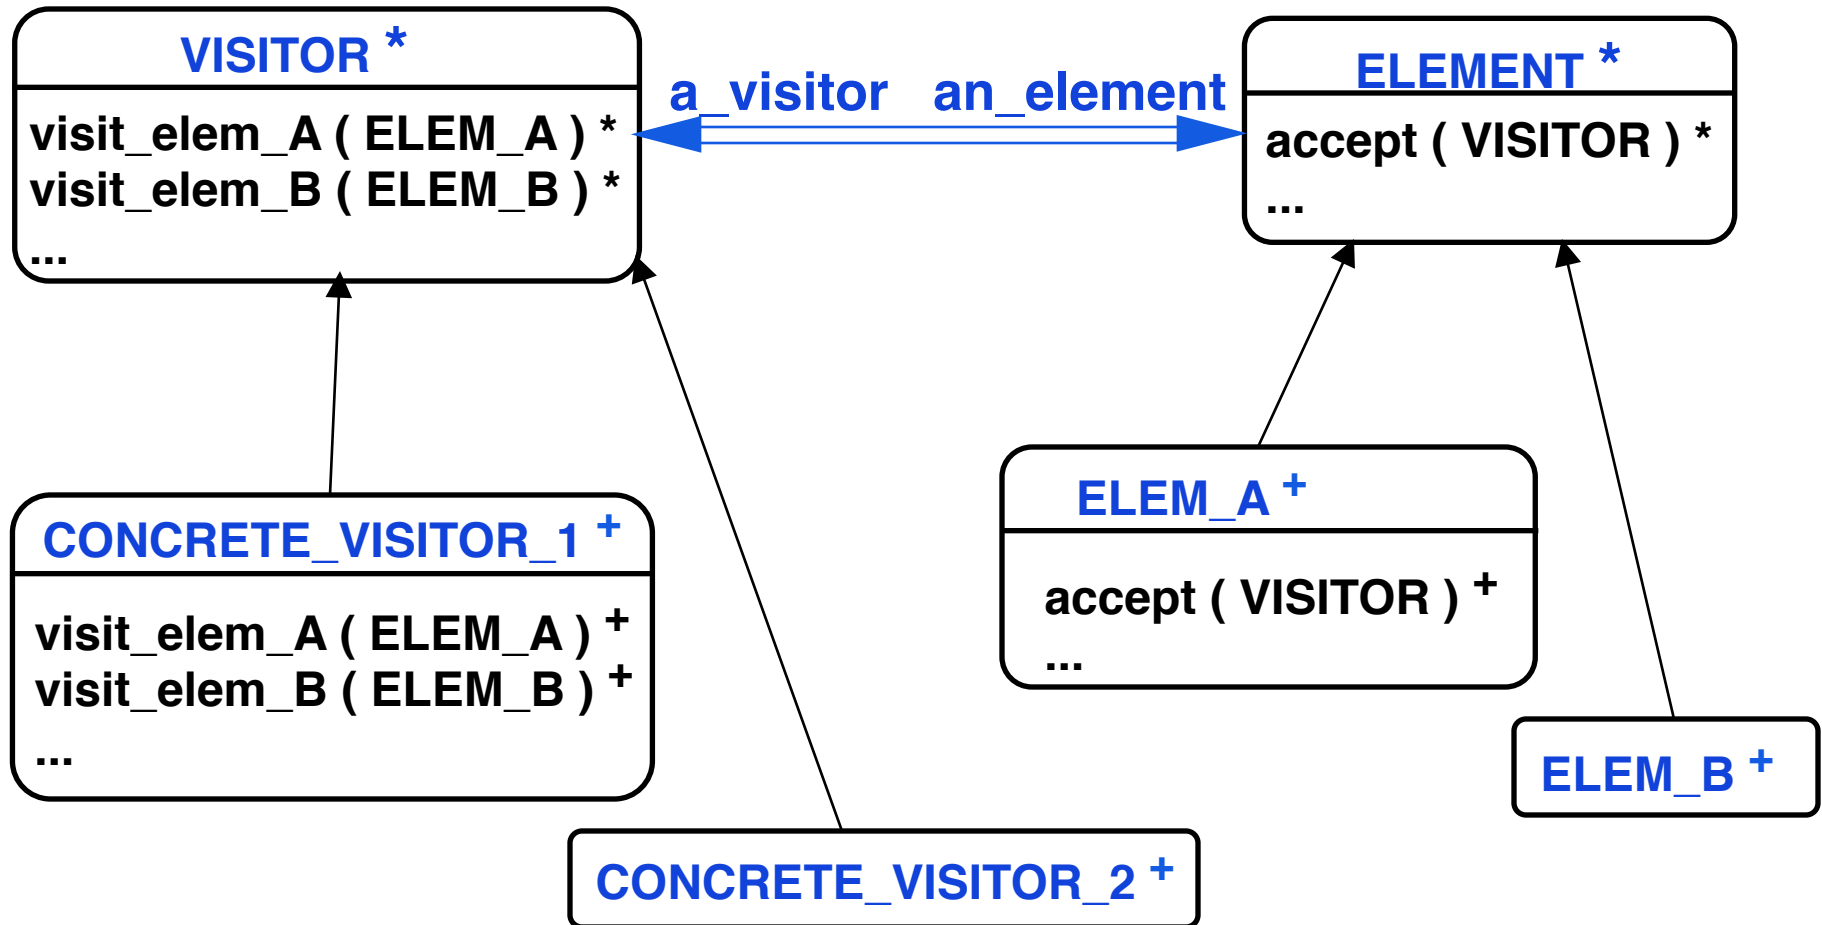 VISITOR *
visit_elem_A ( ELEM_A ) *
visit_elem_B ( ELEM_B ) *
...
a_visitor an_element
ELEMENT *
accept ( VISITOR ) *
...
CONCRETE_VISITOR_1 +
visit_elem_A ( ELEM_A ) +
visit_elem_B ( ELEM_B ) +
...
ELEM_A +
accept ( VISITOR ) +
...
ELEM_B +
CONCRETE_VISITOR_2 +